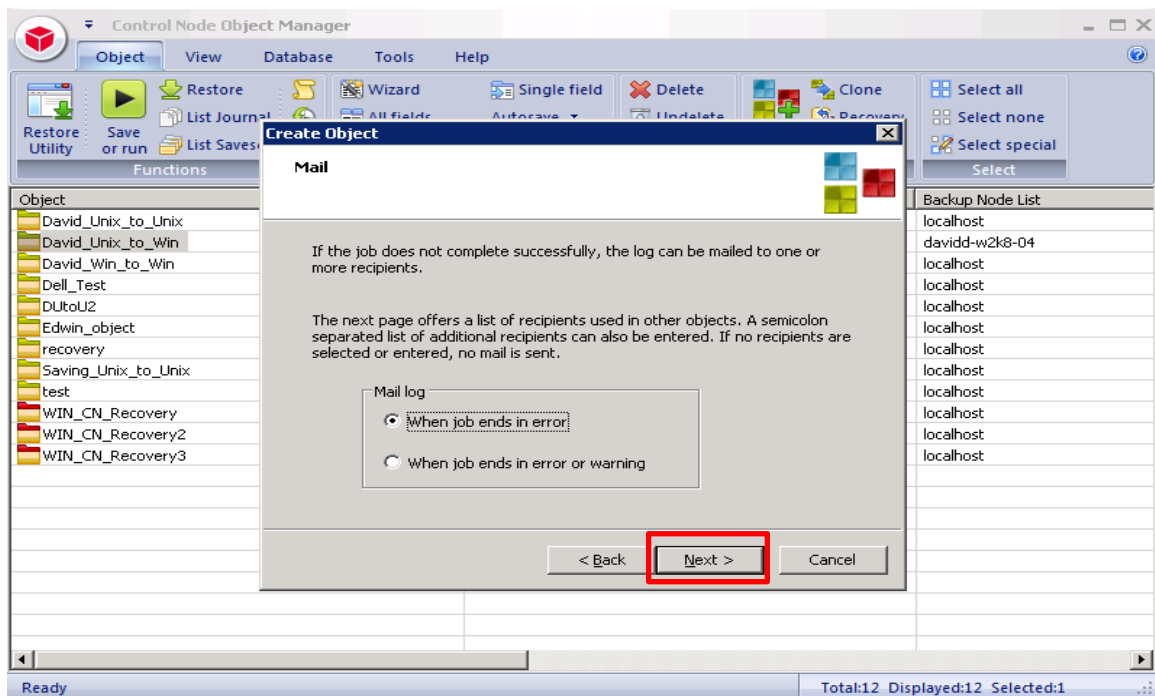 Control Node Object Manager
Object View Database Tools Help
Restore Wizard Single field Delete Clone Select all
List Journal All fields Autosave Undelete Recovery Select none
Restore Utility Save or run List Saves Select special
Functions Select
Create Object
Mail
If the job does not complete successfully, the log can be mailed to one or
more recipients.
The next page offers a list of recipients used in other objects. A semicolon
separated list of additional recipients can also be entered. If no recipients are
selected or entered, no mail is sent.
Mail log
When job ends in error
When job ends in error or warning
< Back Next > Cancel
Object Backup Node List
David_Unix_to_Unix localhost
David_Unix_to_Win davidd-w2k8-04
David_Win_to_Win localhost
Dell_Test localhost
DUtoU2 localhost
Edwin_object localhost
recovery localhost
Saving_Unix_to_Unix localhost
test localhost
WIN_CN_Recovery localhost
WIN_CN_Recovery2 localhost
WIN_CN_Recovery3 localhost
Ready Total:12 Displayed:12 Selected:1